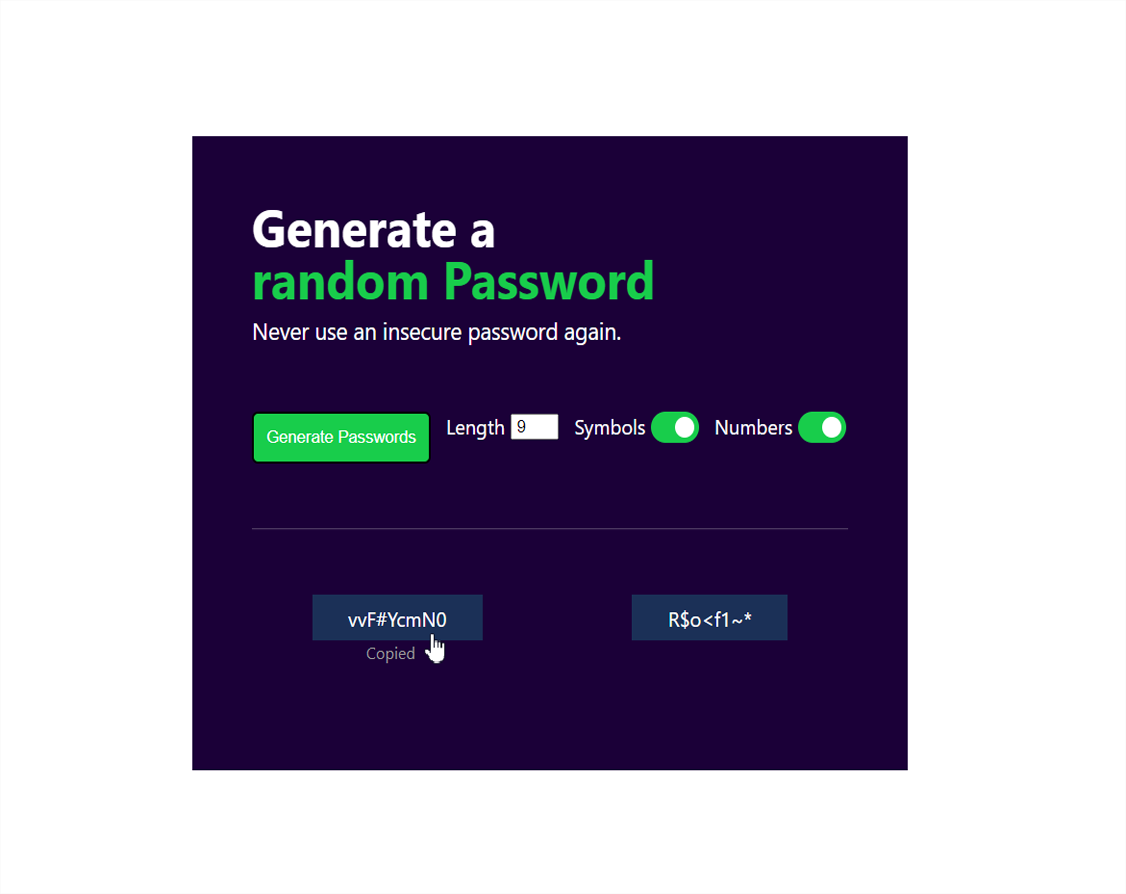 Generate a
random Password
Never use an insecure password again.
Generate Passwords Length 9 Symbols Numbers
vvF#YcmN0 R$o<f1~*
Copied